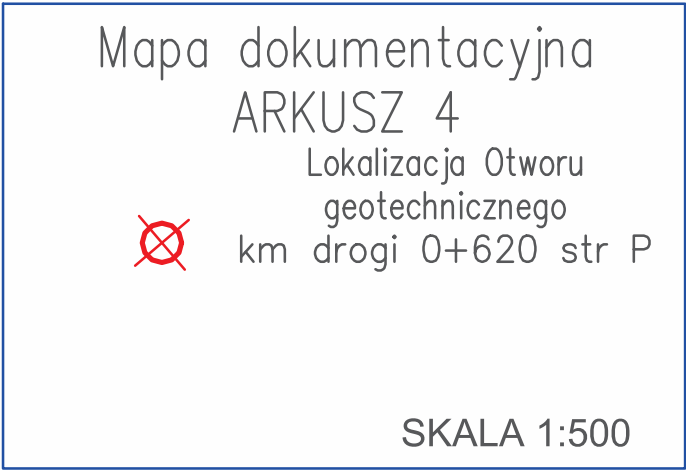 Mapa dokumentacyjna
ARKUSZ 4
Lokalizacja Otworu
geotechnicznego
km drogi 0+620 str P
SKALA 1:500